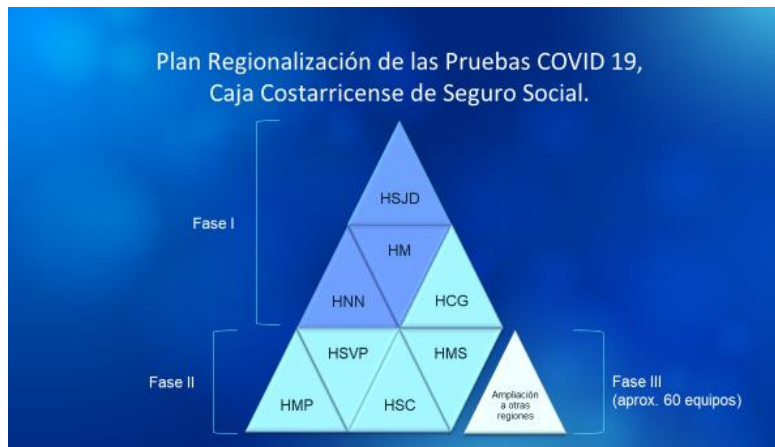 Plan Regionalización de las Pruebas COVID 19,
Caja Costarricense de Seguro Social.
HSJD
Fase I
HM
HNN
HCG
HSVP
HMS
Fase II
HMP
HSC
Ampliación
a otras
regiones
Fase III
(aprox. 60 equipos)